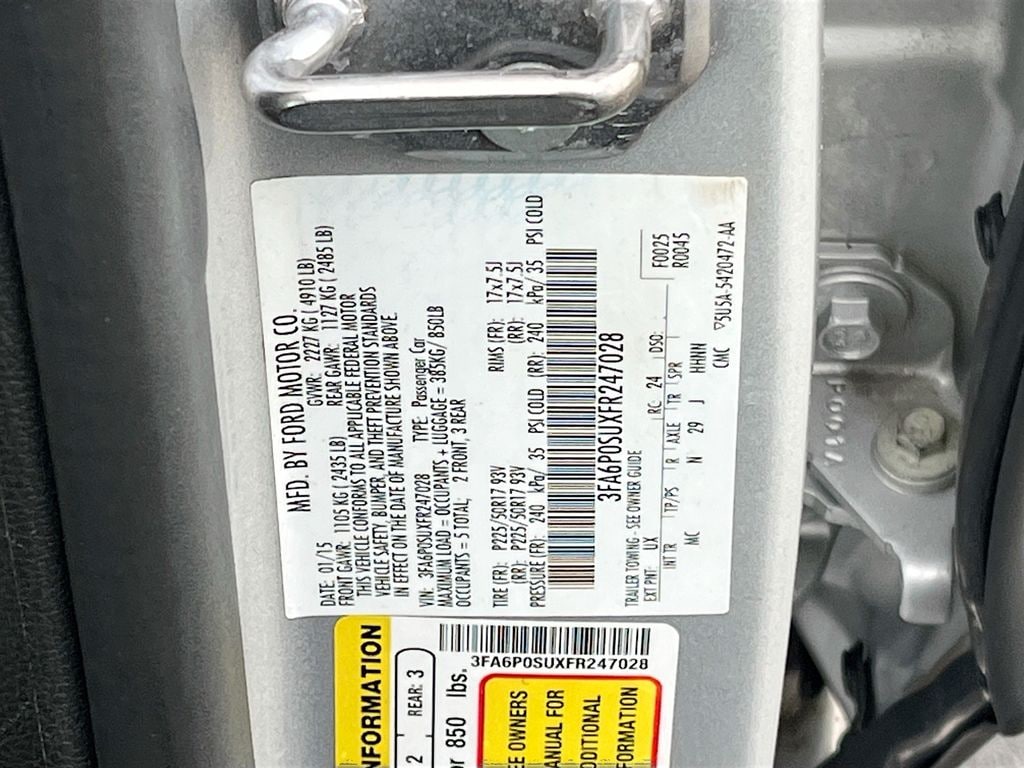 MFD. BY FORD MOTOR CO.
DATE: 01/15 GVWR: 2227 KG ( 4910 LB)
FRONT GAWR: 1105 KG ( 2435 LB) REAR GAWR: 1127 KG ( 2485 LB)
THIS VEHICLE CONFORMS TO ALL APPLICABLE FEDERAL MOTOR
VEHICLE SAFETY, BUMPER, AND THEFT PREVENTION STANDARDS
IN EFFECT ON THE DATE OF MANUFACTURE SHOWN ABOVE.
VIN: 3FA6P0SUXFR247028 TYPE: Passenger Car
MAXIMUM LOAD = OCCUPANTS + LUGGAGE = 385KG/ 850LB
OCCUPANTS = 5 TOTAL: 2 FRONT, 3 REAR
TIRE (FR): P225/50R17 93V RIMS (FR): 17x7.5J
(RR): P225/50R17 93V (RR): 17x7.5J
PRESSURE (FR): 240 kPa/ 35 PSI COLD (RR): 240 kPa/ 35 PSI COLD
3FA6P0SUXFR247028
TRAILER TOWING - SEE OWNER GUIDE
F0025
R0045
EXT PNT: UX RC: 24 DSO:
INT TR TP/PS R AXLE TR SPR
MC N 29 J HHNN
CMC 5U5A-5420472-AA
3FA6P0SUXFR247028
NFORMATION
2 REAR: 3
or 850 lbs.
EE OWNERS
ANUAL FOR
DDITIONAL
FORMATION